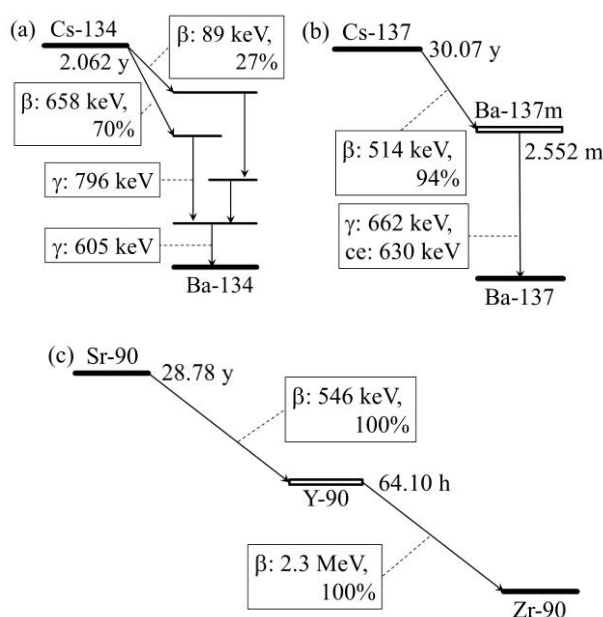 (a)
Cs-134
2.062 y
β: 89 keV,
27%
β: 658 keV,
70%
γ: 796 keV
γ: 605 keV
Ba-134
(b)
Cs-137
30.07 y
Ba-137m
2.552 m
β: 514 keV,
94%
γ: 662 keV,
ce: 630 keV
Ba-137
(c)
Sr-90
28.78 y
β: 546 keV,
100%
Y-90
64.10 h
β: 2.3 MeV,
100%
Zr-90